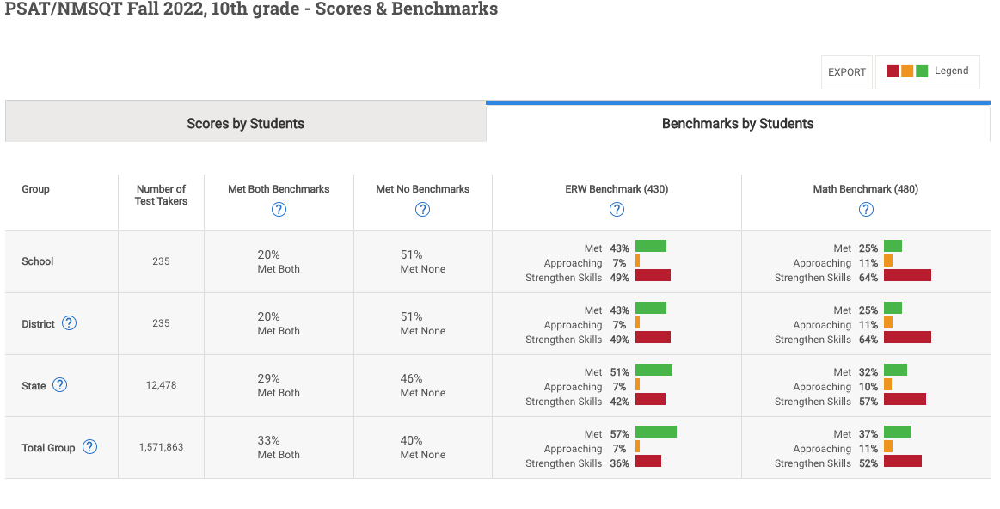 PSAT/NMSQT Fall 2022, 10th grade - Scores & Benchmarks
EXPORT
Legend
Scores by Students
Benchmarks by Students
Group
Number of
Test Takers
Met Both Benchmarks
?
Met No Benchmarks
?
ERW Benchmark (430)
?
Math Benchmark (480)
?
School
235
20%
Met Both
51%
Met None
Met 43%
Approaching 7%
Strengthen Skills 49%
Met 25%
Approaching 11%
Strengthen Skills 64%
District ?
235
20%
Met Both
51%
Met None
Met 43%
Approaching 7%
Strengthen Skills 49%
Met 25%
Approaching 11%
Strengthen Skills 64%
State ?
12,478
29%
Met Both
46%
Met None
Met 51%
Approaching 7%
Strengthen Skills 42%
Met 32%
Approaching 10%
Strengthen Skills 57%
Total Group ?
1,571,863
33%
Met Both
40%
Met None
Met 57%
Approaching 7%
Strengthen Skills 36%
Met 37%
Approaching 11%
Strengthen Skills 52%